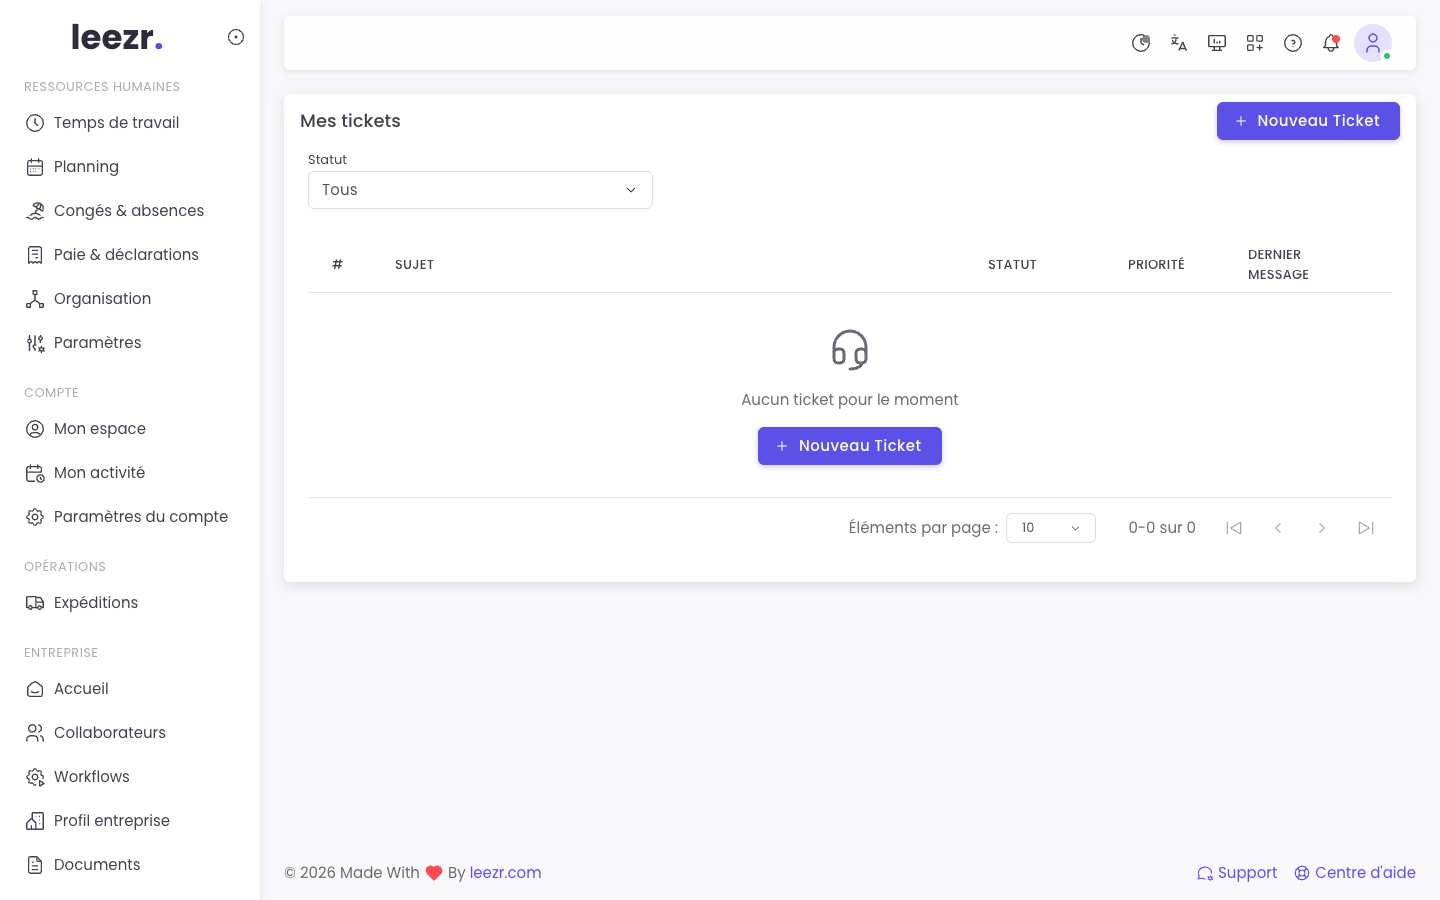 leezr.
RESSOURCES HUMAINES
Temps de travail
Planning
Congés & absences
Paie & déclarations
Organisation
Paramètres
COMPTE
Mon espace
Mon activité
Paramètres du compte
OPÉRATIONS
Expéditions
ENTREPRISE
Accueil
Collaborateurs
Workflows
Profil entreprise
Documents
Mes tickets
Nouveau Ticket
Statut
Tous
# SUJET STATUT PRIORITÉ DERNIER MESSAGE
Aucun ticket pour le moment
Nouveau Ticket
Éléments par page : 10 0-0 sur 0
© 2026 Made With By leezr.com
Support Centre d'aide